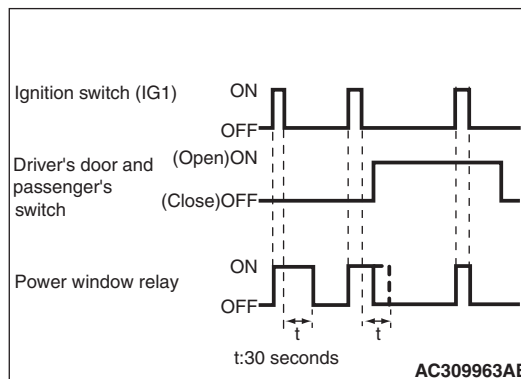 Ignition switch (IG1)
ON
OFF
Driver's door and
passenger's
switch
(Open)ON
(Close)OFF
Power window relay
ON
OFF
t
t
t:30 seconds
AC309963AB